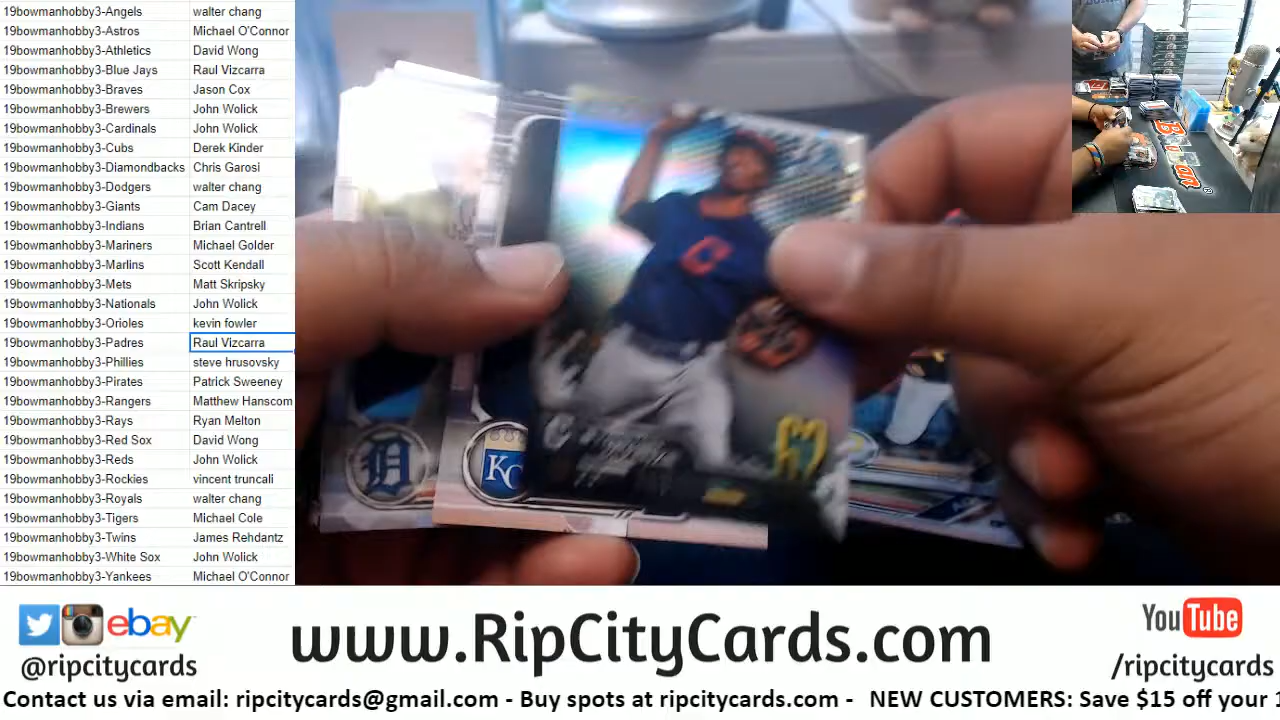 19bowmanhobby3-Angels walter chang
19bowmanhobby3-Astros Michael O'Connor
19bowmanhobby3-Athletics David Wong
19bowmanhobby3-Blue Jays Raul Vizcarra
19bowmanhobby3-Braves Jason Cox
19bowmanhobby3-Brewers John Wolick
19bowmanhobby3-Cardinals John Wolick
19bowmanhobby3-Cubs Derek Kinder
19bowmanhobby3-Diamondbacks Chris Garosi
19bowmanhobby3-Dodgers walter chang
19bowmanhobby3-Giants Cam Dacey
19bowmanhobby3-Indians Brian Cantrell
19bowmanhobby3-Mariners Michael Golder
19bowmanhobby3-Marlins Scott Kendall
19bowmanhobby3-Mets Matt Skripsky
19bowmanhobby3-Nationals John Wolick
19bowmanhobby3-Orioles kevin fowler
19bowmanhobby3-Padres Raul Vizcarra
19bowmanhobby3-Phillies steve hrusovsky
19bowmanhobby3-Pirates Patrick Sweeney
19bowmanhobby3-Rangers Matthew Hanscom
19bowmanhobby3-Rays Ryan Melton
19bowmanhobby3-Red Sox David Wong
19bowmanhobby3-Reds John Wolick
19bowmanhobby3-Rockies vincent truncali
19bowmanhobby3-Royals walter chang
19bowmanhobby3-Tigers Michael Cole
19bowmanhobby3-Twins James Rehdantz
19bowmanhobby3-White Sox John Wolick
19bowmanhobby3-Yankees Michael O'Connor
C
D
KC
Bowman
ebay
@ripcitycards
www.RipCityCards.com
YouTube
/ripcitycards
Contact us via email: ripcitycards@gmail.com - Buy spots at ripcitycards.com - NEW CUSTOMERS: Save $15 off your 1